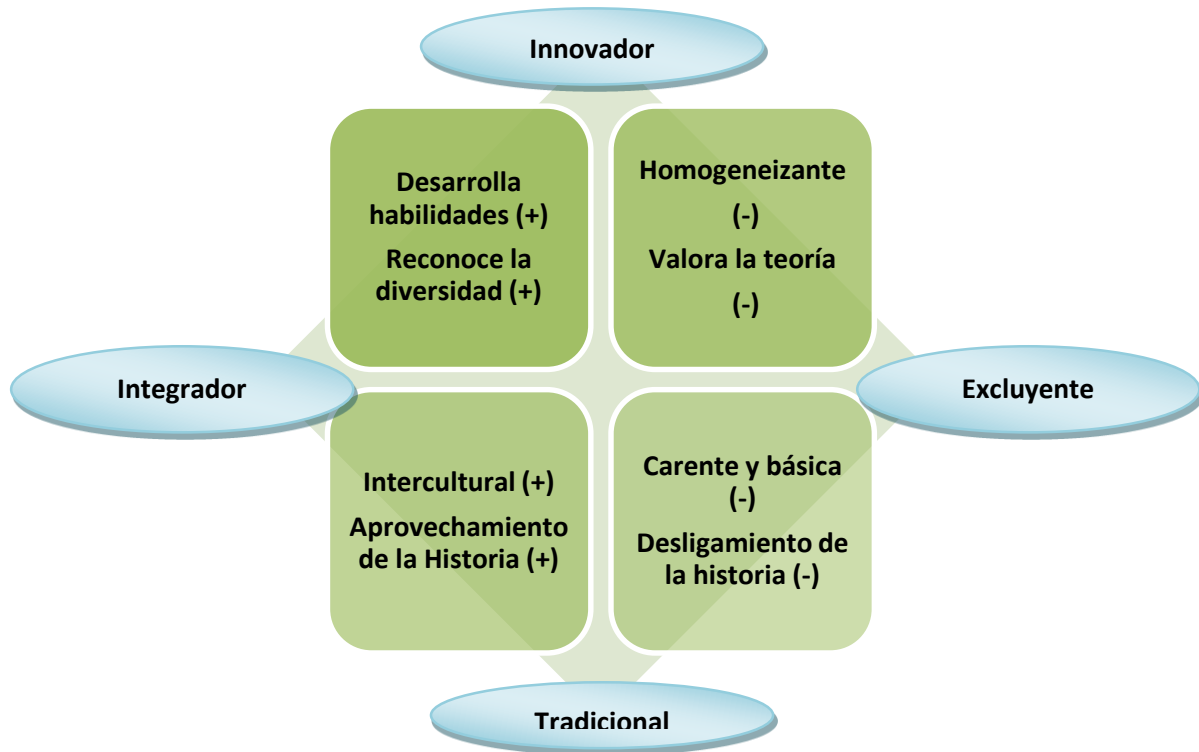 Innovador
Desarrolla
habilidades (+)
Reconoce la
diversidad (+)
Homogeneizante
(-)
Valora la teoría
(-)
Integrador
Excluyente
Intercultural (+)
Aprovechamiento
de la Historia (+)
Carente y básica
(-)
Desligamiento de
la historia (-)
Tradicional